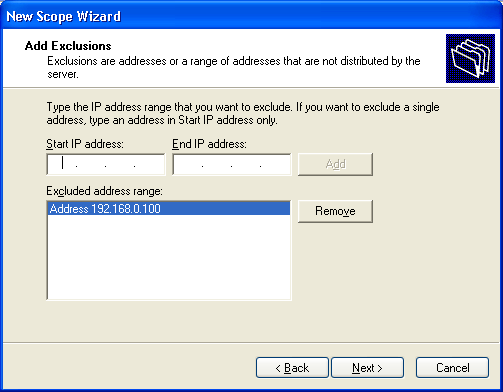 New Scope Wizard
Add Exclusions
Exclusions are addresses or a range of addresses that are not distributed by the
server.
Type the IP address range that you want to exclude. If you want to exclude a single
address, type an address in Start IP address only.
Start IP address:
End IP address:
. . .
. . .
Add
Excluded address range:
Address 192.168.0.100
Remove
< Back
Next >
Cancel